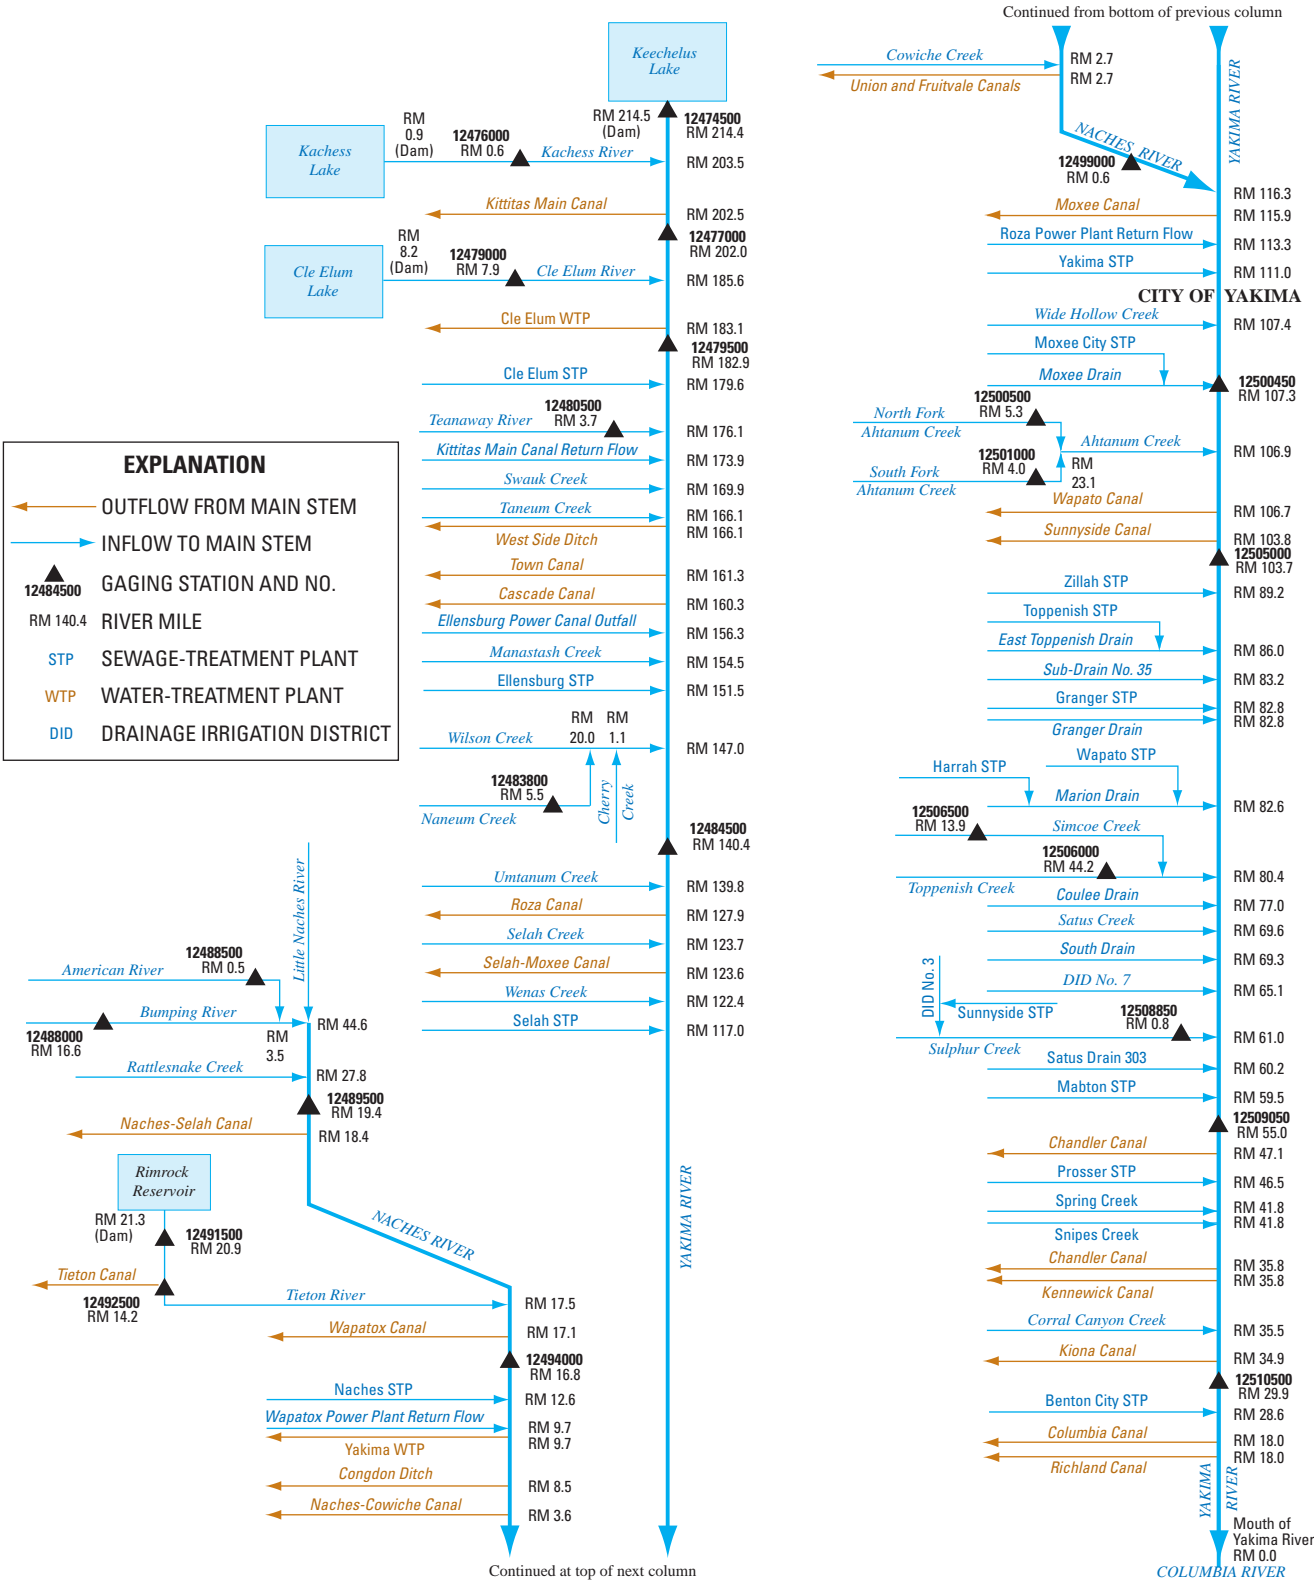 Keechelus
Lake
RM 214.5
(Dam)
12474500
RM 214.4
Kachess
Lake
RM
0.9
(Dam)
12476000
RM 0.6
Kachess River
RM 203.5
Kittitas Main Canal
RM 202.5
12477000
RM 202.0
Cle Elum
Lake
RM
8.2
(Dam)
12479000
RM 7.9
Cle Elum River
RM 185.6
Cle Elum WTP
RM 183.1
12479500
RM 182.9
Cle Elum STP
RM 179.6
Teanaway River
12480500
RM 3.7
RM 176.1
Kittitas Main Canal Return Flow
RM 173.9
Swauk Creek
RM 169.9
Taneum Creek
RM 166.1
RM 166.1
West Side Ditch
Town Canal
RM 161.3
Cascade Canal
RM 160.3
Ellensburg Power Canal Outfall
RM 156.3
Manastash Creek
RM 154.5
Ellensburg STP
RM 151.5
Wilson Creek
RM
20.0
RM
1.1
RM 147.0
12483800
RM 5.5
Naneum Creek
Cherry
Creek
12484500
RM 140.4
Umtanum Creek
RM 139.8
Roza Canal
RM 127.9
Selah Creek
RM 123.7
Selah-Moxee Canal
RM 123.6
Wenas Creek
RM 122.4
Selah STP
RM 117.0
YAKIMA RIVER
EXPLANATION
OUTFLOW FROM MAIN STEM
INFLOW TO MAIN STEM
12484500
GAGING STATION AND NO.
RM 140.4 RIVER MILE
STP SEWAGE-TREATMENT PLANT
WTP WATER-TREATMENT PLANT
DID DRAINAGE IRRIGATION DISTRICT
Little Naches River
12488500
RM 0.5
American River
Bumping River
12488000
RM 16.6
RM
3.5
RM 44.6
Rattlesnake Creek
RM 27.8
12489500
RM 19.4
Naches-Selah Canal
RM 18.4
Rimrock
Reservoir
RM 21.3
(Dam)
12491500
RM 20.9
NACHES RIVER
Tieton Canal
12492500
RM 14.2
Tieton River
RM 17.5
Wapatox Canal
RM 17.1
12494000
RM 16.8
Naches STP
RM 12.6
Wapatox Power Plant Return Flow
RM 9.7
RM 9.7
Yakima WTP
Congdon Ditch
RM 8.5
Naches-Cowiche Canal
RM 3.6
Continued at top of next column
Continued from bottom of previous column
Cowiche Creek
RM 2.7
RM 2.7
Union and Fruitvale Canals
NACHES RIVER
YAKIMA RIVER
12499000
RM 0.6
RM 116.3
Moxee Canal
RM 115.9
Roza Power Plant Return Flow
RM 113.3
Yakima STP
RM 111.0
CITY OF YAKIMA
Wide Hollow Creek
RM 107.4
Moxee City STP
Moxee Drain
12500450
RM 107.3
North Fork
Ahtanum Creek
12500500
RM 5.3
Ahtanum Creek
RM 106.9
South Fork
Ahtanum Creek
12501000
RM 4.0
RM
23.1
Wapato Canal
RM 106.7
Sunnyside Canal
RM 103.8
12505000
RM 103.7
Zillah STP
RM 89.2
Toppenish STP
East Toppenish Drain
RM 86.0
Sub-Drain No. 35
RM 83.2
Granger STP
RM 82.8
RM 82.8
Granger Drain
Wapato STP
Harrah STP
Marion Drain
RM 82.6
12506500
RM 13.9
Simcoe Creek
12506000
RM 44.2
Toppenish Creek
RM 80.4
Coulee Drain
RM 77.0
Satus Creek
RM 69.6
South Drain
RM 69.3
DID No. 3
DID No. 7
RM 65.1
Sunnyside STP
12508850
RM 0.8
Sulphur Creek
RM 61.0
Satus Drain 303
RM 60.2
Mabton STP
RM 59.5
12509050
RM 55.0
Chandler Canal
RM 47.1
Prosser STP
RM 46.5
Spring Creek
RM 41.8
RM 41.8
Snipes Creek
Chandler Canal
RM 35.8
RM 35.8
Kennewick Canal
Corral Canyon Creek
RM 35.5
Kiona Canal
RM 34.9
12510500
RM 29.9
Benton City STP
RM 28.6
Columbia Canal
RM 18.0
RM 18.0
Richland Canal
YAKIMA
RIVER
Mouth of
Yakima River
RM 0.0
COLUMBIA RIVER